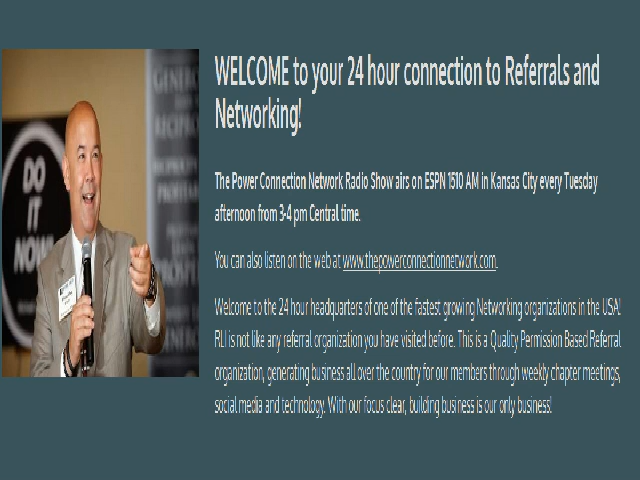 WELCOME to your 24 hour connection to Referrals and
Networking!
The Power Connection Network Radio Show airs on ESPN 1510 AM in Kansas City every Tuesday
afternoon from 3-4 pm Central time.
You can also listen on the web at www.thepowerconnectionnetwork.com.
Welcome to the 24 hour headquarters of one of the fastest growing Networking organizations in the USA!
RLI is not like any referral organization you have visited before. This is a Quality Permission Based Referral
organization, generating business all over the country for our members through weekly chapter meetings,
social media and technology. With our focus clear, building business is our only business!
DO
IT
NOW!